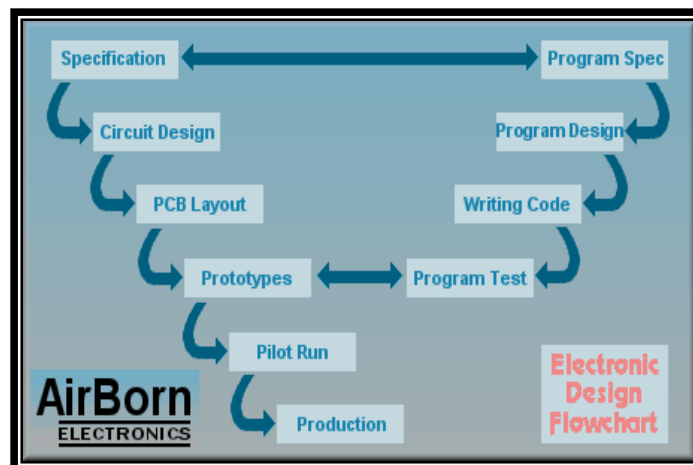 Specification
Program Spec
Circuit Design
Program Design
PCB Layout
Writing Code
Prototypes
Program Test
Pilot Run
Production
AirBorn
ELECTRONICS
Electronic
Design
Flowchart